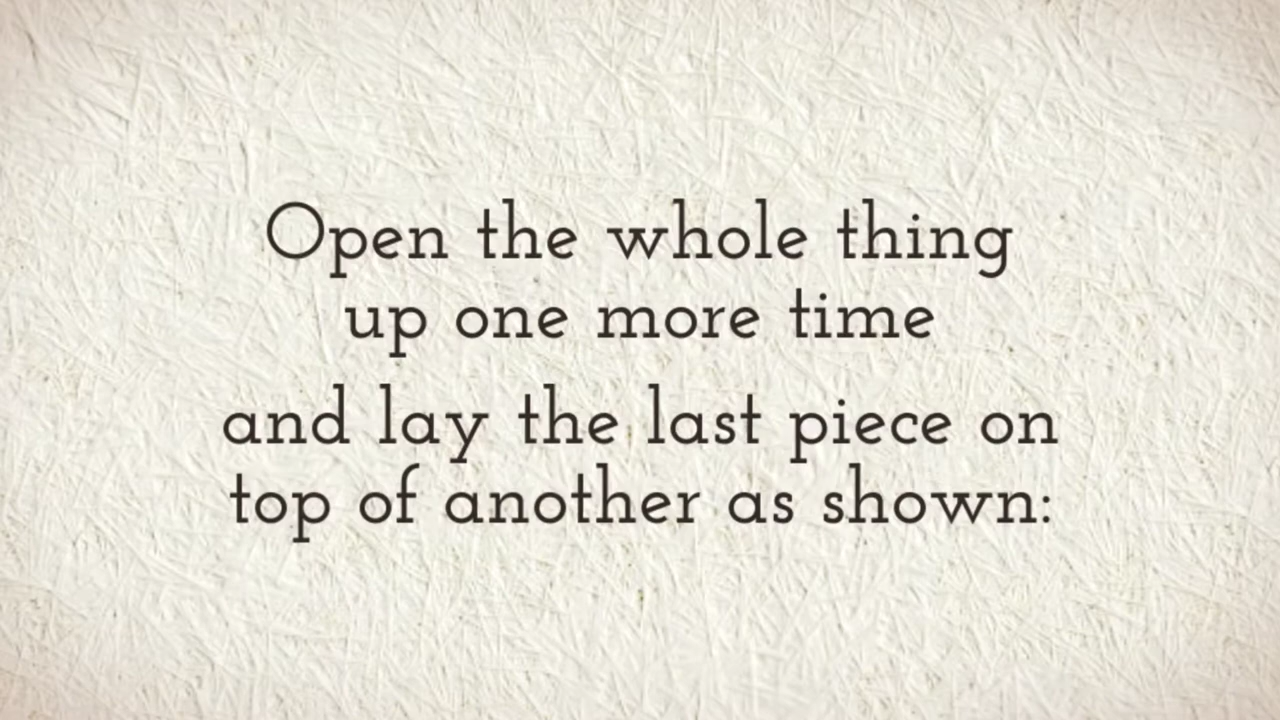 Open the whole thing
up one more time
and lay the last piece on
top of another as shown: